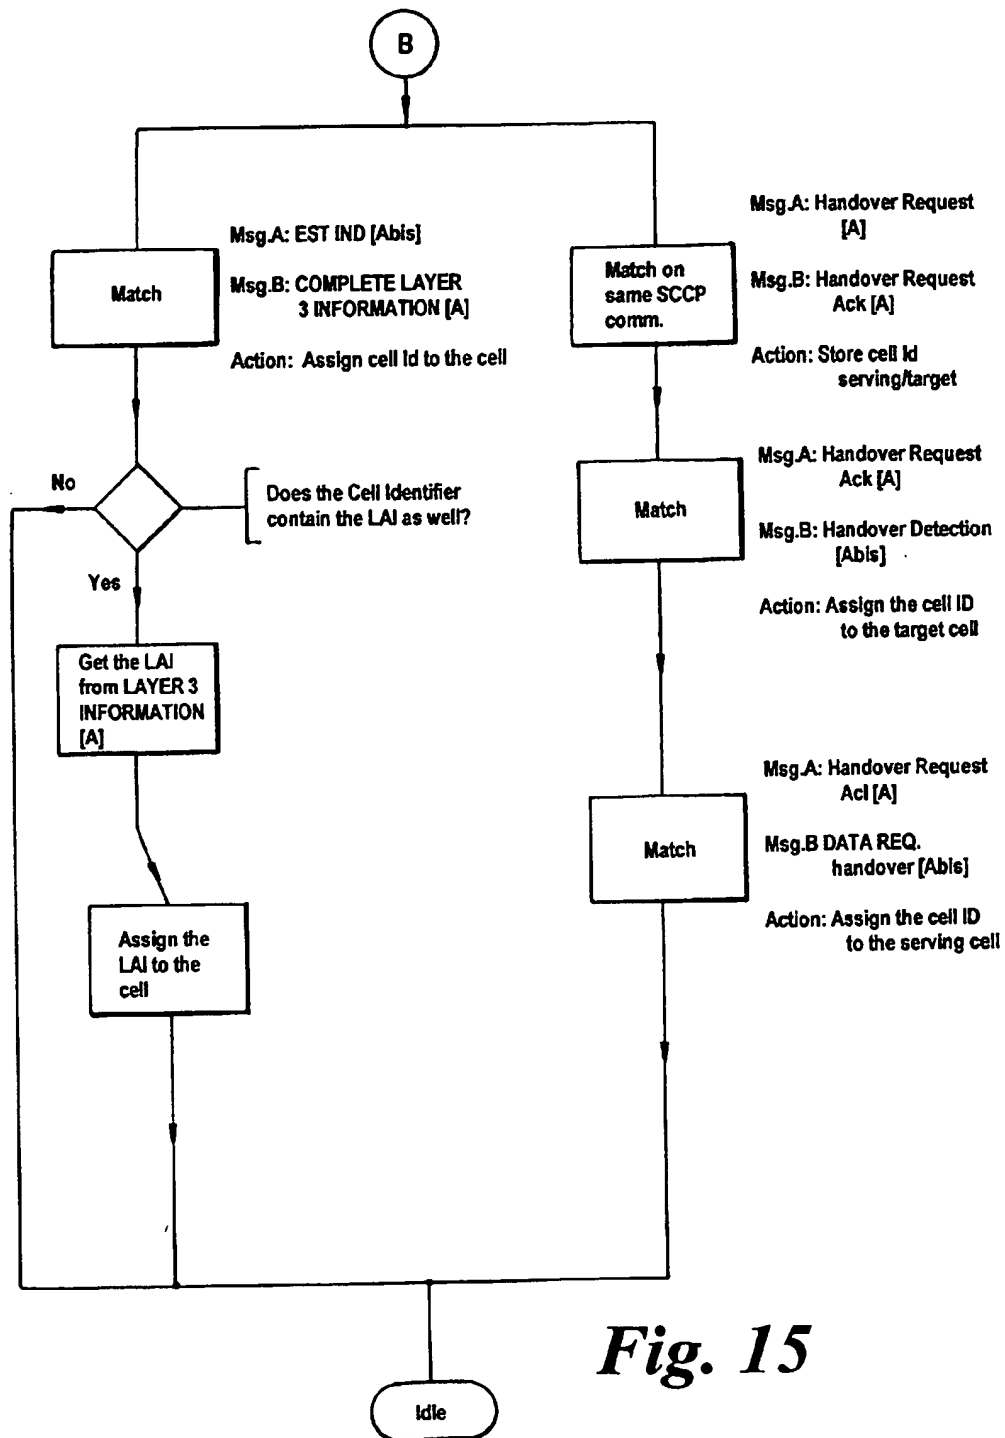 B
Match
Msg.A: EST IND [Abis]
Msg.B: COMPLETE LAYER
3 INFORMATION [A]
Action: Assign cell Id to the cell
No
Does the Cell Identifier
contain the LAI as well?
Yes
Get the LAI
from LAYER 3
INFORMATION
[A]
Assign the
LAI to the
cell
Match on
same SCCP
comm.
Msg.A: Handover Request
[A]
Msg.B: Handover Request
Ack [A]
Action: Store cell Id
serving/target
Match
Msg.A: Handover Request
Ack [A]
Msg.B: Handover Detection
[Abis]
Action: Assign the cell ID
to the target cell
Match
Msg.A: Handover Request
Acl [A]
Msg.B DATA REQ.
handover [Abis]
Action: Assign the cell ID
to the serving cell
Idle
Fig. 15